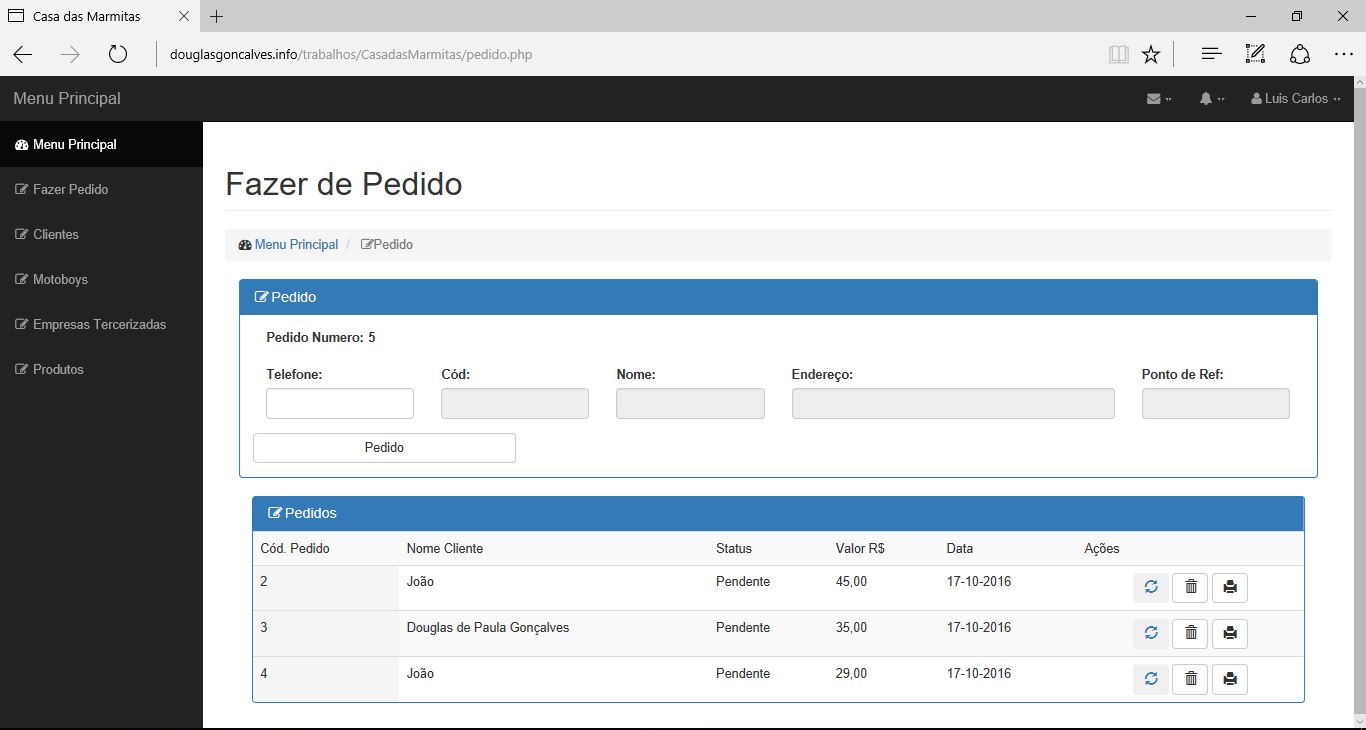 Casa das Marmitas
douglasgoncalves.info/trabalhos/CasadasMarmitas/pedido.php
Menu Principal
Luis Carlos
Menu Principal
Fazer Pedido
Clientes
Motoboys
Empresas Tercerizadas
Produtos
Fazer de Pedido
Menu Principal / Pedido
Pedido
Pedido Numero: 5
Telefone: Cód: Nome: Endereço: Ponto de Ref:
Pedido
Pedidos
Cód. Pedido Nome Cliente Status Valor R$ Data Ações
2 João Pendente 45,00 17-10-2016
3 Douglas de Paula Gonçalves Pendente 35,00 17-10-2016
4 João Pendente 29,00 17-10-2016